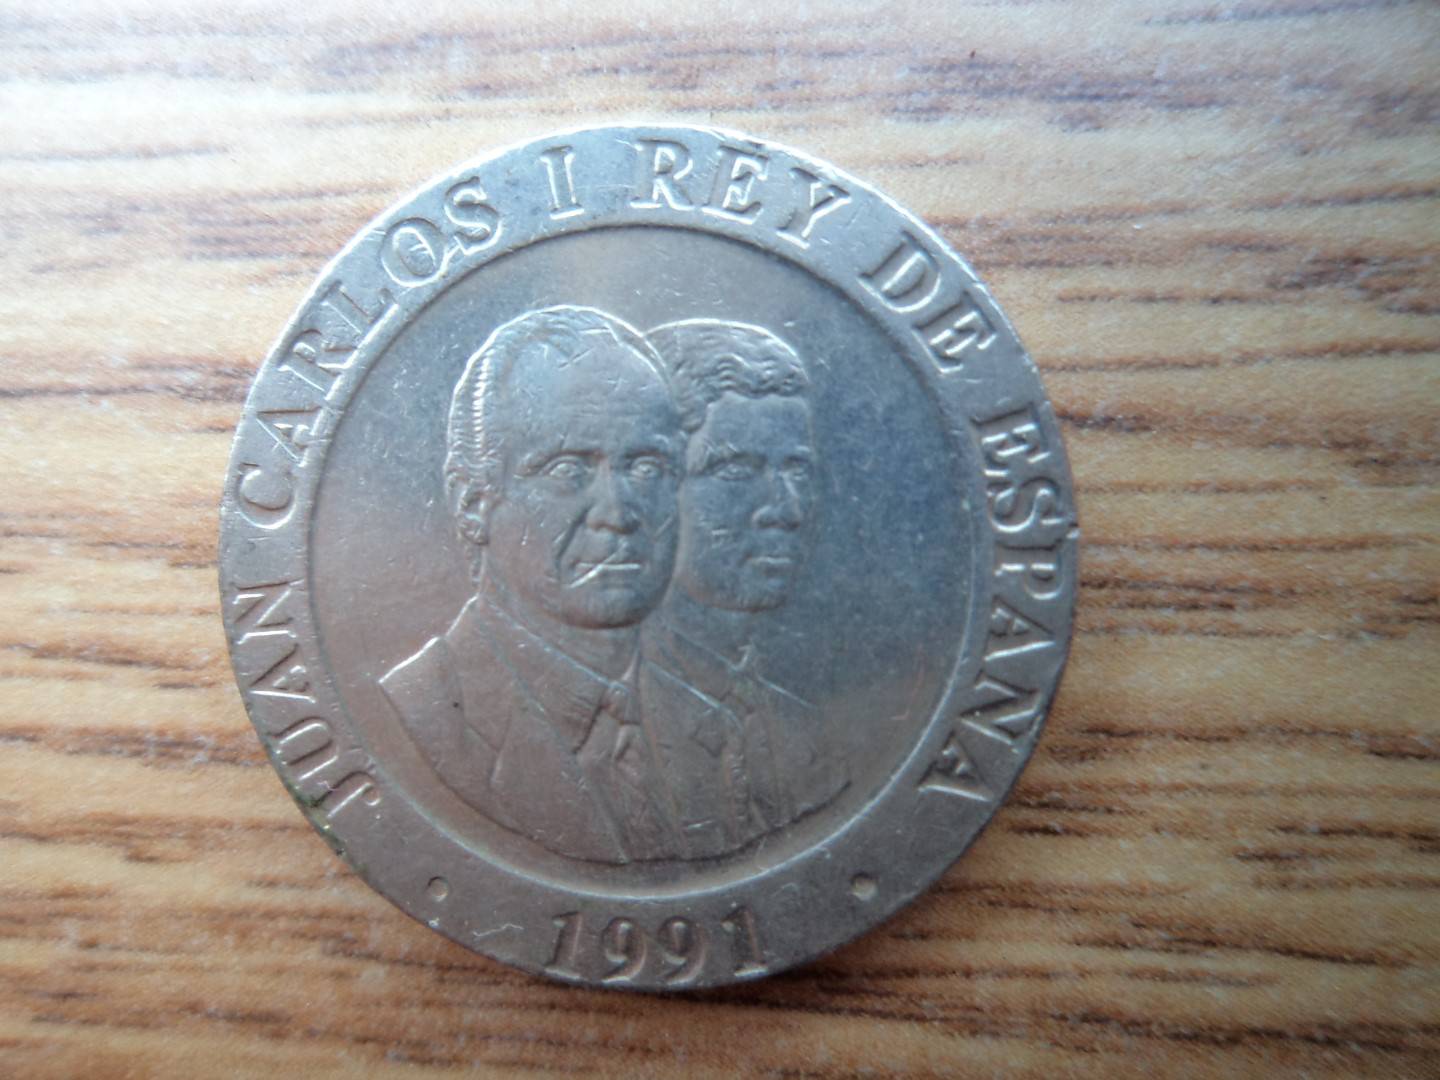 JUAN CARLOS I REY DE ESPAÑA
• 1991 •